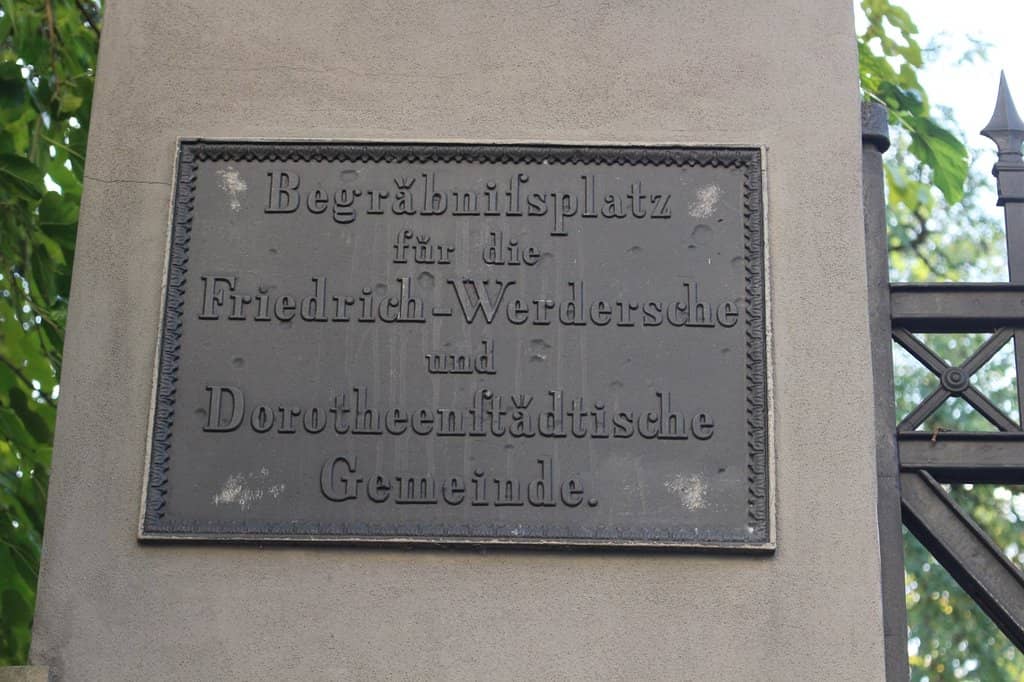 Begräbniſsplatz
für die
Friedrich-Werdersche
und
Dorotheenſtädtische
Gemeinde.